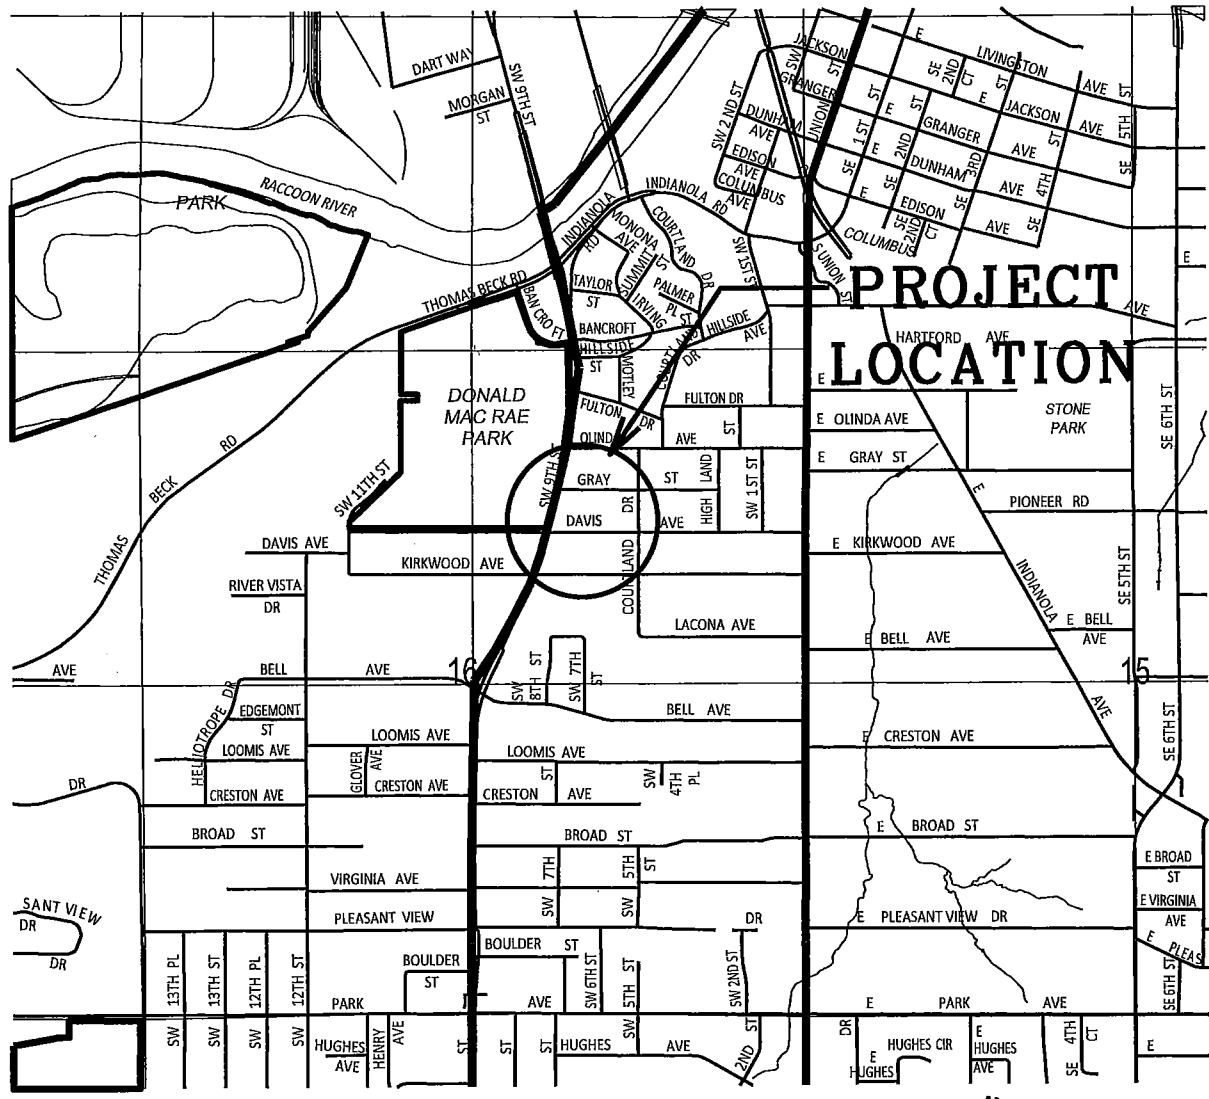 DART WAY
MORGAN
ST
SW 9TH ST
JACKSON
SW
ST
GRANGER
UNION
SW 2 ND ST
DUNHAM
AVE
EDISON
AVE
COLUMBUS
AVE
E
LIVINGSTON
AVE
ST
SE
2ND
CT
ST
E
JACKSON
AVE
ST
E
GRANGER
AVE
ST
SE 5TH
SE 1 ST
ST
E
DUNHAM
AVE
SE 2ND
ST
SE 3RD
SE 4TH
E
EDISON
AVE
SE
2ND
CT
COLUMBUS
PARK
RACCOON RIVER
INDIANOLA
RD
INDIANOLA
RD
MONONA
AVE
COURTLAND DR
SUMMIT
ST
TAYLOR
ST
IRVING
ST
PALMER
PL
SW 1ST ST
S UNION ST
THOMAS BECK RD
BANCROFT
BANCROFT
HILLSIDE
AVE
HILLSIDE
ST
MOTLEY
COURTLAND
DR
PROJECT
LOCATION
E
AVE
HARTFORD AVE
E
DONALD
MAC RAE
PARK
FULTON
DR
FULTON DR
OLIND
AVE
ST
E OLINDA AVE
STONE
PARK
SE 6TH ST
SW 9TH ST
GRAY
ST
HIGH LAND
SW 1 ST ST
E GRAY ST
THOMAS BECK RD
SW 11TH ST
DAVIS
AVE
DR
COURTLAND
E
PIONEER RD
DAVIS AVE
KIRKWOOD AVE
E KIRKWOOD AVE
INDIANOLA
AVE
SE 5TH ST
RIVER VISTA
DR
LACONA AVE
E BELL AVE
E BELL
AVE
AVE
BELL AVE
16
15
SW
8TH ST
SW 7TH
ST
BELL AVE
HELIOTROPE DR
EDGEMONT
ST
LOOMIS AVE
LOOMIS AVE
LOOMIS AVE
E CRESTON AVE
SE 6TH ST
DR
CRESTON AVE
GLOVER
AVE
CRESTON AVE
CRESTON AVE
ST
SW
4TH
PL
BROAD ST
BROAD ST
E BROAD ST
E BROAD
ST
VIRGINIA AVE
SW 7TH
SW 5TH
ST
E VIRGINIA
AVE
SANT VIEW
DR
DR
PLEASANT VIEW
DR
E PLEASANT VIEW DR
E PLEAS
BOULDER ST
BOULDER
ST
SW 13TH PL
SW 13TH ST
SW 12TH PL
SW 12TH ST
SW 6TH ST
SW 5TH ST
SW 2ND ST
SE 6TH ST
PARK
AVE
E PARK AVE
HUGHES
AVE
HENRY
AVE
ST
ST
ST
HUGHES AVE
2ND
ST
DR
E
HUGHES
HUGHES CIR
E
HUGHES
AVE
SE 4TH
CT
E